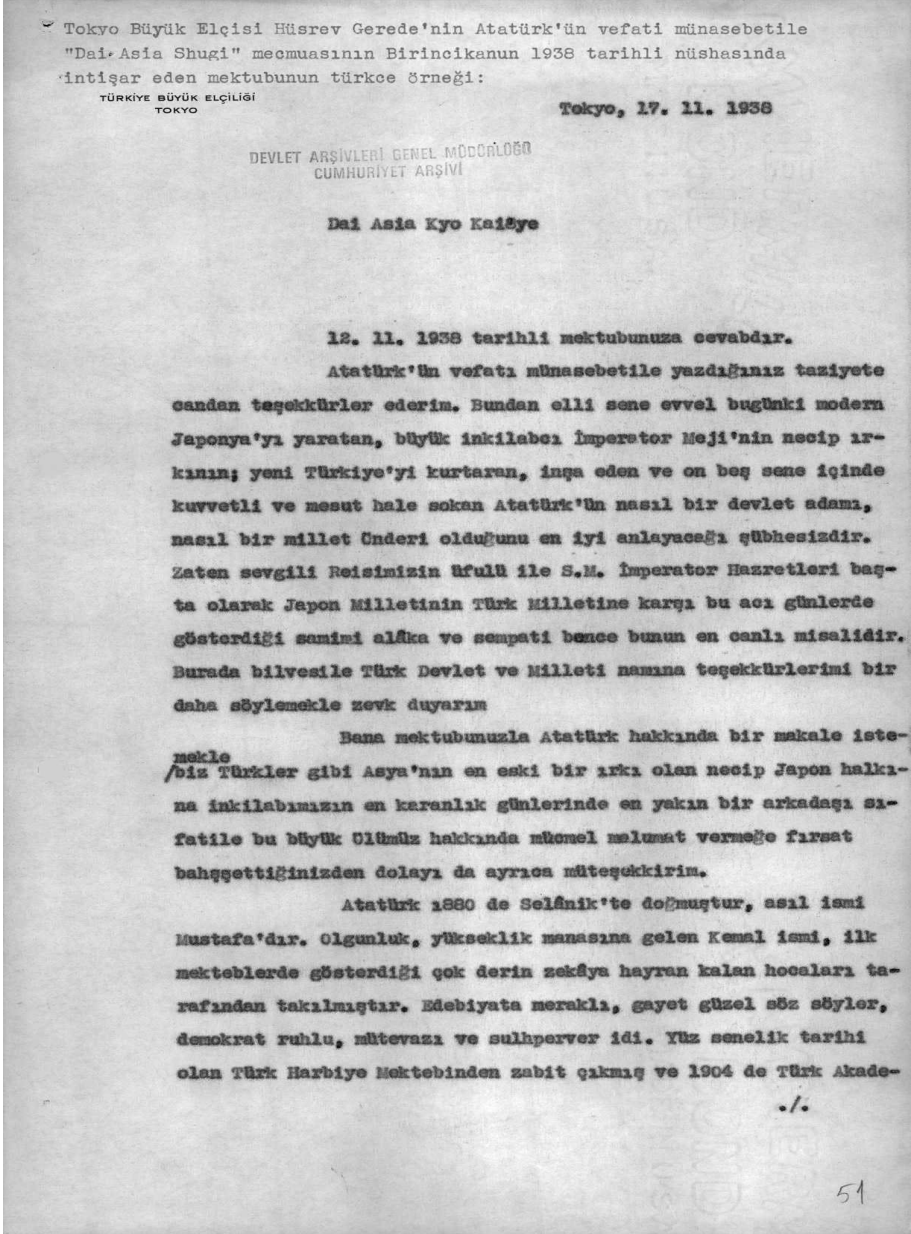 Tokyo Büyük Elçisi Hüsrev Gerede'nin Atatürk'ün vefati münasebetile
"Dai Asia Shugi" mecmuasının Birincikanun 1938 tarihli nüshasında
intişar eden mektubunun türkce örneği:
TÜRKİYE BÜYÜK ELÇİLİĞİ
TOKYO
Tokyo, 17. 11. 1938
DEVLET ARŞİVLERİ GENEL MÜDÜRLÜĞÜ
CUMHURİYET ARŞİVİ
Dai Asia Kyo Kaiâye
12. 11. 1938 tarihli mektubunuza cevabdır.
Atatürk'ün vefatı münasebetile yazdığınız taziyete
candan teşekkürler ederim. Bundan elli sene evvel bugünki modern
Japonya'yı yaratan, büyük inkilabcı İmperator Meji'nin necip ır-
kının; yeni Türkiye'yi kurtaran, inşa eden ve on beş sene içinde
kuvvetli ve mesut hale sokan Atatürk'ün nasıl bir devlet adamı,
nasıl bir millet Önderi olduğunu en iyi anlayacağı şübhesizdir.
Zaten sevgili Reisimizin üfulü ile S.M. İmperator Hazretleri baş-
ta olarak Japon Milletinin Türk Milletine karşı bu acı günlerde
gösterdiği samimi alâka ve sempati bence bunun en canlı misalidir.
Burada bilvesile Türk Devlet ve Milleti namına teşekkürlerimi bir
daha söylemekle zevk duyarım
Bana mektubunuzla Atatürk hakkında bir makale iste-
mekle
/biz Türkler gibi Asya'nın en eski bir ırkı olan necip Japon halkı-
na inkilabımızın en karanlık günlerinde en yakın bir arkadaşı sı-
fatile bu büyük Ölümüz hakkında mücmel malumat vermeğe fırsat
bahşşettiğinizden dolayı da ayrıca müteşukkirim.
Atatürk 1880 de Selânik'te doğmuştur, asıl ismi
Mustafa'dır. Olgunluk, yükseklik manasına gelen Kemal ismi, ilk
mekteblerde gösterdiği çok derin zekâya hayran kalan hocaları ta-
rafından takılmıştır. Edebiyata meraklı, gayet güzel söz söyler,
demokrat ruhlu, mütevazı ve sulhperver idi. Yüz senelik tarihi
olan Türk Harbiye Mektebinden zabit çıkmış ve 1904 de Türk Akade-
./.
51